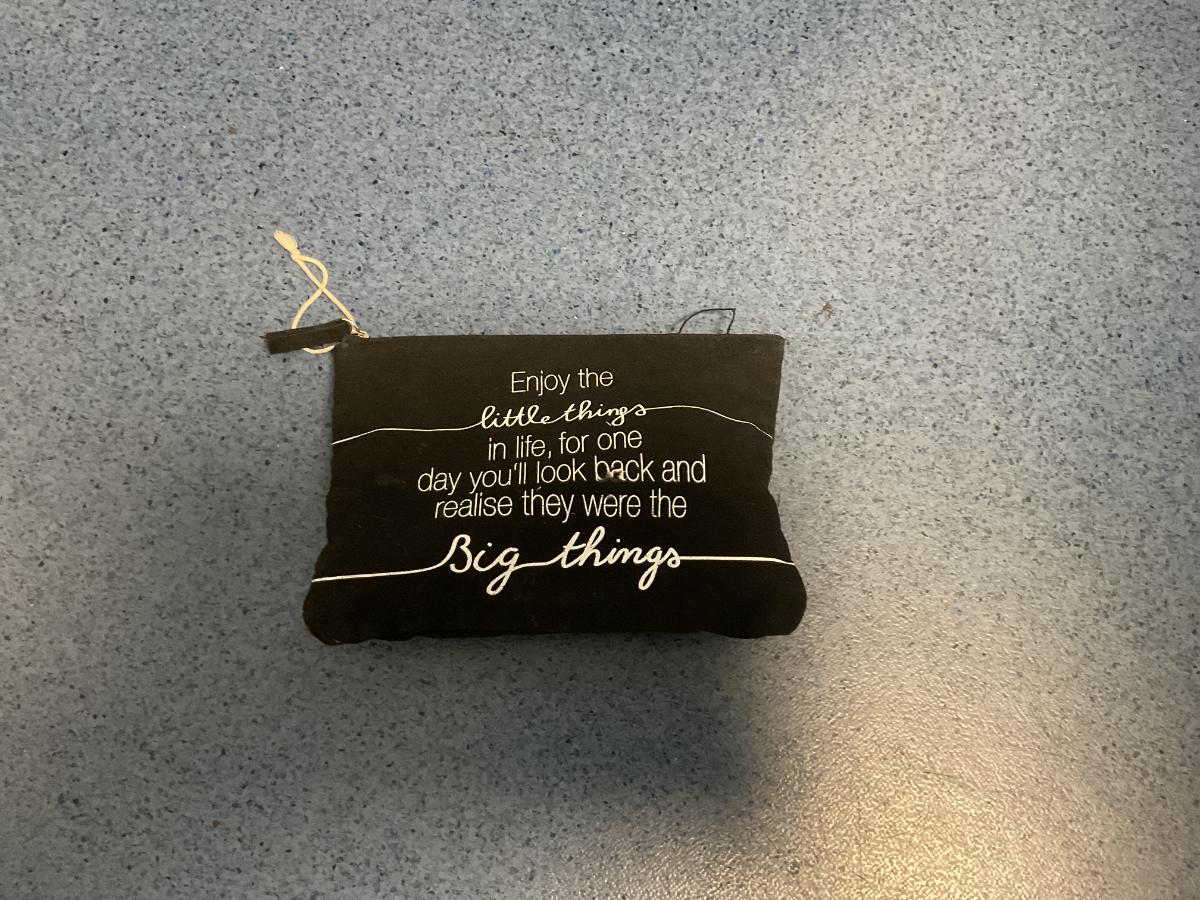 Enjoy the
little things
in life, for one
day you'll look back and
realise they were the
Big things